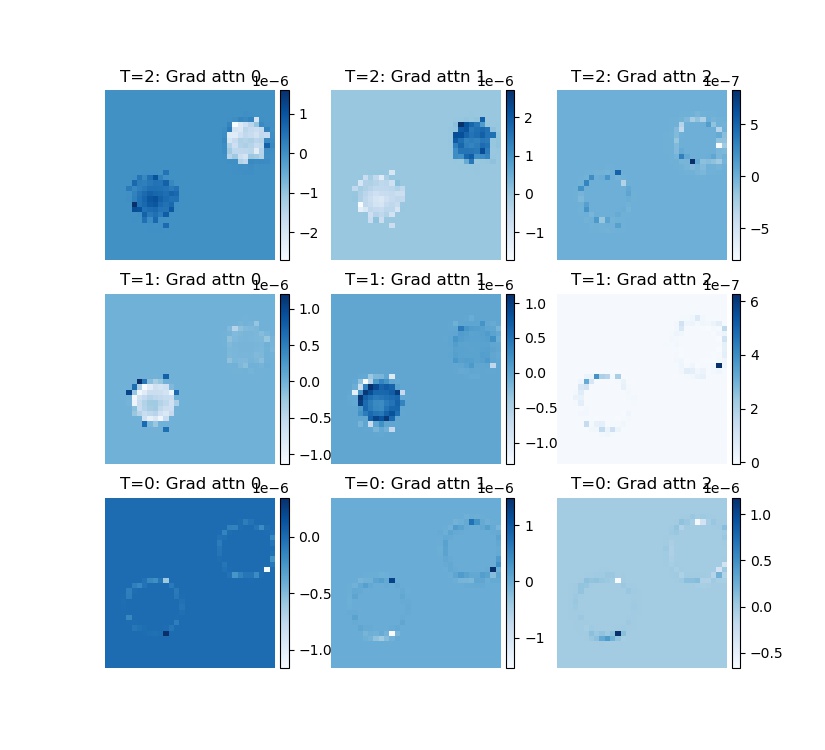 T=2: Grad attn 0
1e−6
1
0
−1
−2
T=2: Grad attn 1
1e−6
2
1
0
−1
T=2: Grad attn 2
1e−7
5
0
−5
T=1: Grad attn 0
1e−6
1.0
0.5
0.0
−0.5
−1.0
T=1: Grad attn 1
1e−6
1.0
0.5
0.0
−0.5
−1.0
T=1: Grad attn 2
1e−7
6
4
2
0
T=0: Grad attn 0
1e−6
0.0
−0.5
−1.0
T=0: Grad attn 1
1e−6
1
0
−1
T=0: Grad attn 2
1e−6
1.0
0.5
0.0
−0.5